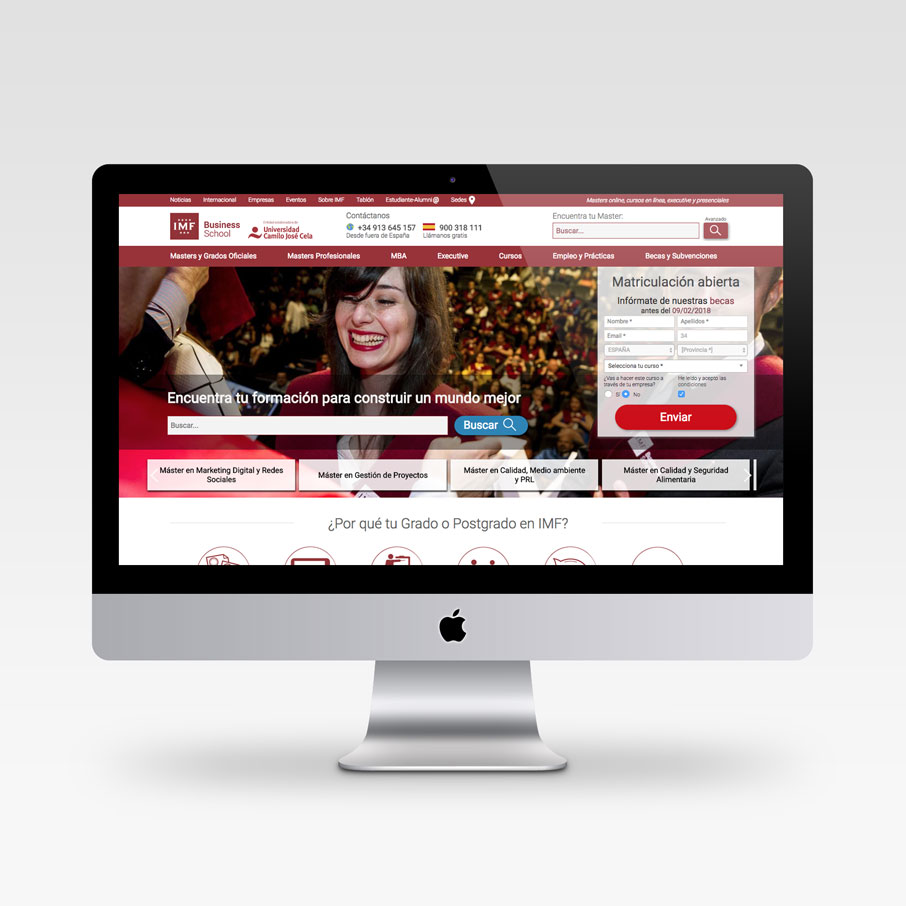 Noticias Internacional Empresas Eventos Sobre IMF Tablón Estudiante-Alumni@ Sedes
Masters online, cursos en línea, executive y presenciales
IMF
Business
School
Universidad
Camilo José Cela
Contáctanos
+34 913 645 157
Desde fuera de España
900 318 111
Llámanos gratis
Encuentra tu Master:
Avanzado
Buscar...
Masters y Grados Oficiales Masters Profesionales MBA Executive Cursos Empleo y Prácticas Becas y Subvenciones
Matriculación abierta
Infórmate de nuestras becas
antes del 09/02/2018
Nombre * Apellidos *
Email * 34
ESPAÑA [Provincia *]
Selecciona tu curso *
¿Vas a hacer este curso a
través de tu empresa?
Sí No
He leído y acepto las
condiciones
Enviar
Encuentra tu formación para construir un mundo mejor
Buscar... Buscar
Máster en Marketing Digital y Redes
Sociales
Máster en Gestión de Proyectos
Máster en Calidad, Medio ambiente
y PRL
Máster en Calidad y Seguridad
Alimentaria
¿Por qué tu Grado o Postgrado en IMF?